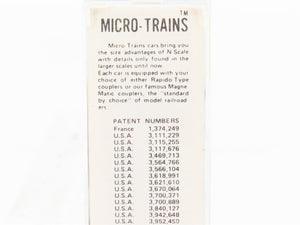 TM
MICRO-TRAINS
Micro-Trains cars bring you
the size advantages of N Scale
with details only found in the
larger scales until now.
Each car is equipped with your
choice of either Rapido Type
couplers or our famous Magne
Matic couplers, the "standard
by choice" of model railroad
ers.
PATENT NUMBERS
France 1,374,249
U.S.A. 3,111,229
U.S.A. 3,115,255
U.S.A. 3,117,676
U.S.A. 3,469,713
U.S.A. 3,564,766
U.S.A. 3,566,104
U.S.A. 3,618,991
U.S.A. 3,621,610
U.S.A. 3,670,064
U.S.A. 3,700,371
U.S.A. 3,700,889
U.S.A. 3,840,127
U.S.A. 3,942,648
U.S.A. 3,952,450